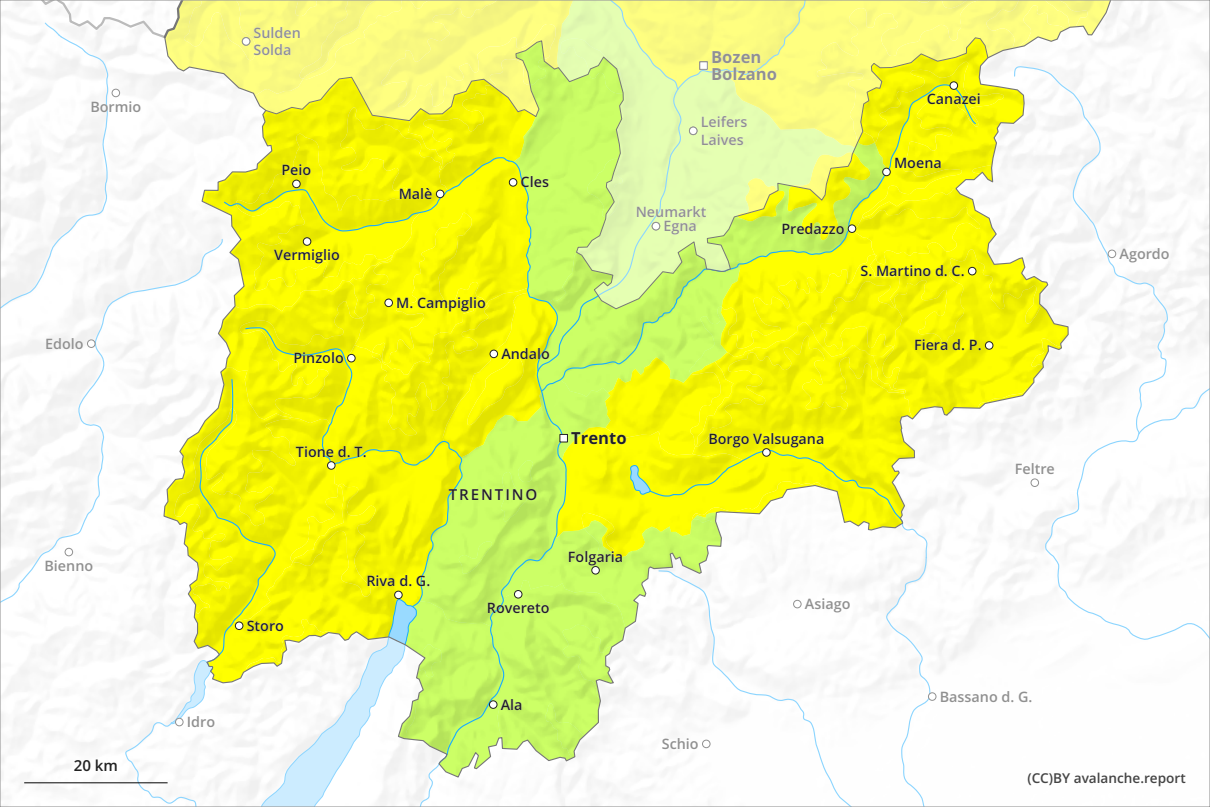 Sulden
Solda
Bozen
Bolzano
Bormio
Canazei
Leifers
Laives
Moena
Peio
Malè
Cles
Neumarkt
Egna
Predazzo
Vermiglio
Agordo
S. Martino d. C.
M. Campiglio
Edolo
Pinzolo
Andalo
Fiera d. P.
Trento
Borgo Valsugana
Tione d. T.
Feltre
TRENTINO
Bienno
Folgaria
Riva d. G.
Rovereto
Asiago
Storo
Bassano d. G.
Ala
Idro
Schio
20 km
(CC)BY avalanche.report